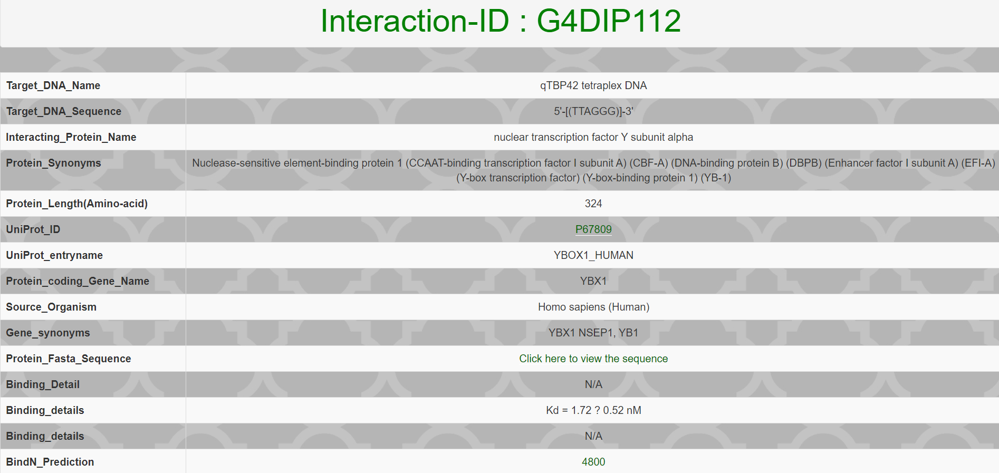 Interaction-ID : G4DIP112
Target_DNA_Name qTBP42 tetraplex DNA
Target_DNA_Sequence 5'-[(TTAGGG)]-3'
Interacting_Protein_Name nuclear transcription factor Y subunit alpha
Protein_Synonyms Nuclease-sensitive element-binding protein 1 (CCAAT-binding transcription factor I subunit A) (CBF-A) (DNA-binding protein B) (DBPB) (Enhancer factor I subunit A) (EFI-A)
(Y-box transcription factor) (Y-box-binding protein 1) (YB-1)
Protein_Length(Amino-acid) 324
UniProt_ID P67809
UniProt_entryname YBOX1_HUMAN
Protein_coding_Gene_Name YBX1
Source_Organism Homo sapiens (Human)
Gene_synonyms YBX1 NSEP1, YB1
Protein_Fasta_Sequence Click here to view the sequence
Binding_Detail N/A
Binding_details Kd = 1.72 ? 0.52 nM
Binding_details N/A
BindN_Prediction 4800